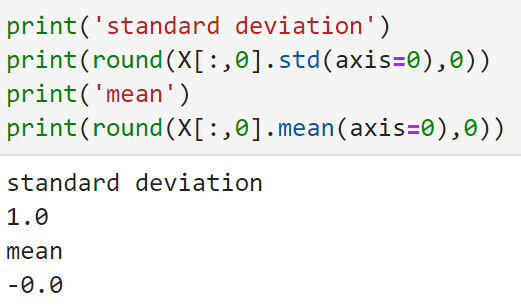 print('standard deviation')
print(round(X[:,0].std(axis=0),0))
print('mean')
print(round(X[:,0].mean(axis=0),0))
standard deviation
1.0
mean
-0.0